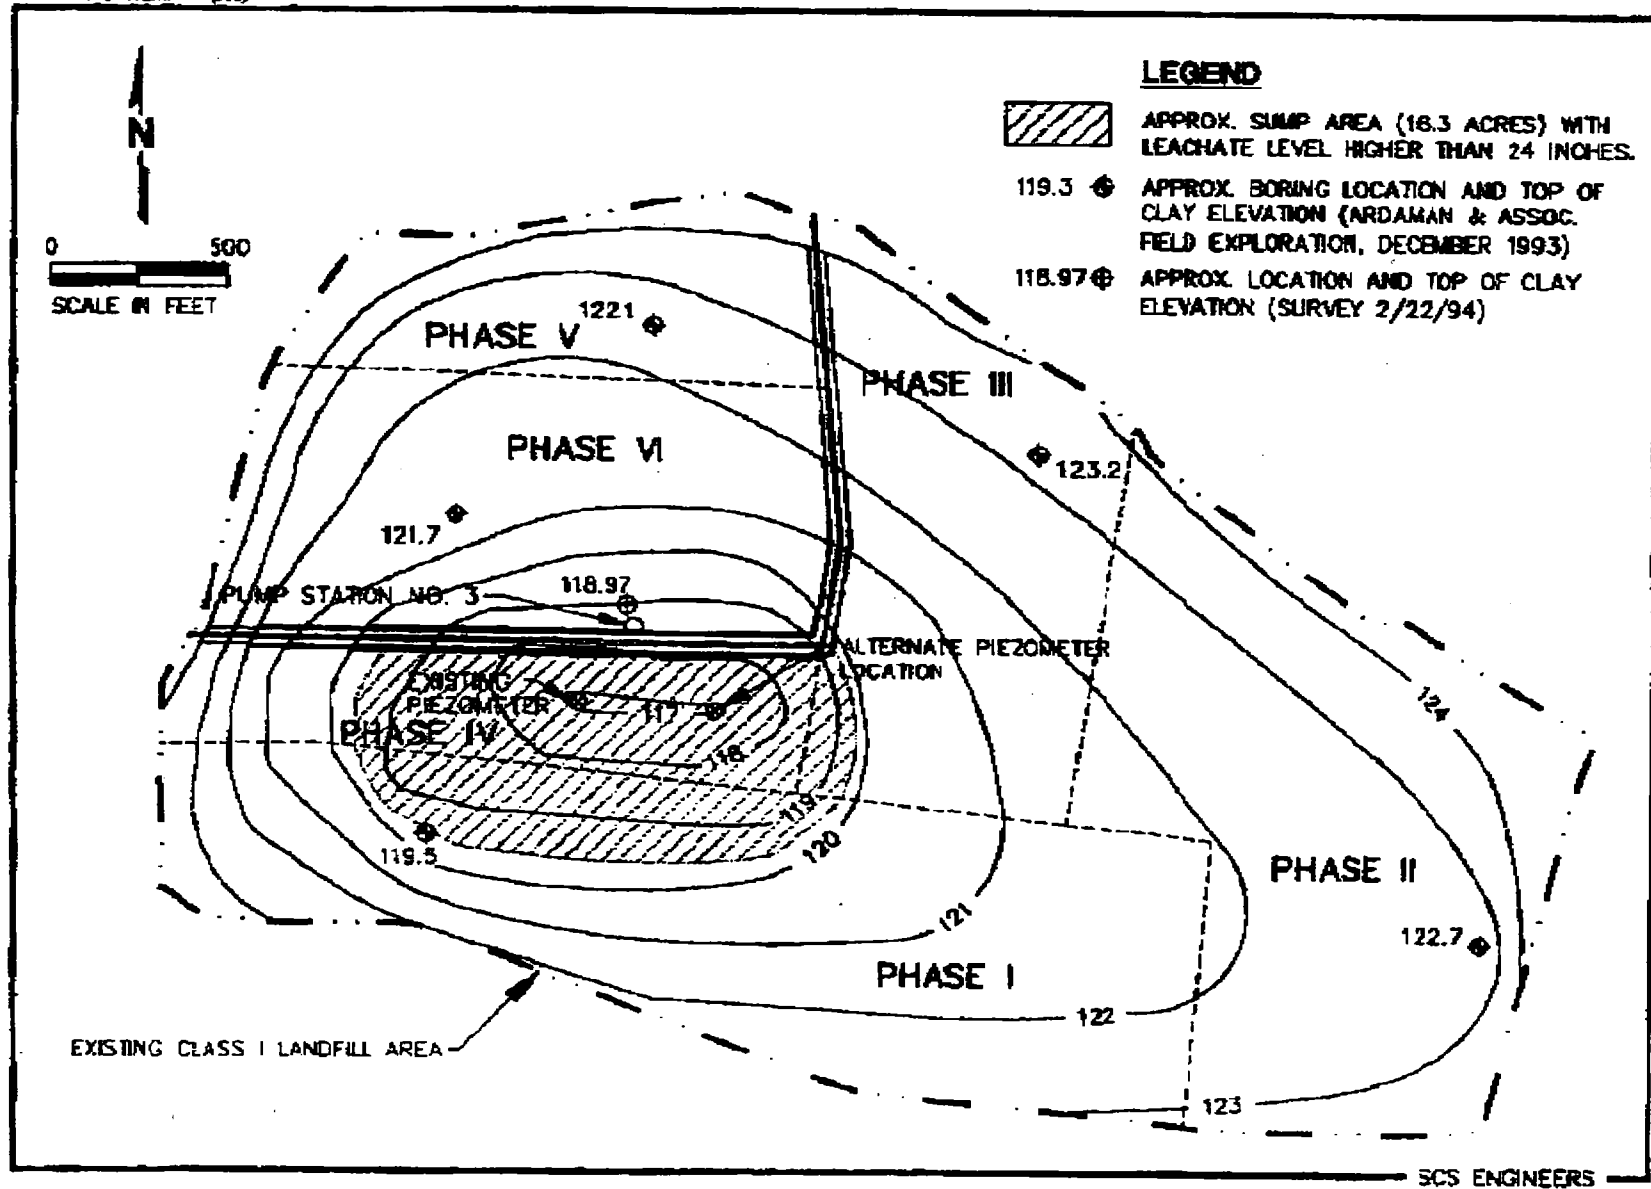 LEGEND
APPROX. SUMP AREA (16.3 ACRES) WITH
LEACHATE LEVEL HIGHER THAN 24 INCHES.
119.3
APPROX. BORING LOCATION AND TOP OF
CLAY ELEVATION (ARDAMAN & ASSOC.
FIELD EXPLORATION, DECEMBER 1993)
118.97
APPROX. LOCATION AND TOP OF CLAY
ELEVATION (SURVEY 2/22/94)
N
0 500
SCALE IN FEET
1221
PHASE V
PHASE III
PHASE VI
123.2
121.7
118.97
PUMP STATION NO. 3
ALTERNATE PIEZOMETER
LOCATION
EXISTING
PIEZOMETER
117
PHASE IV
118
124
119
120
119.5
PHASE II
121
122.7
PHASE I
122
EXISTING CLASS I LANDFILL AREA
123
SCS ENGINEERS